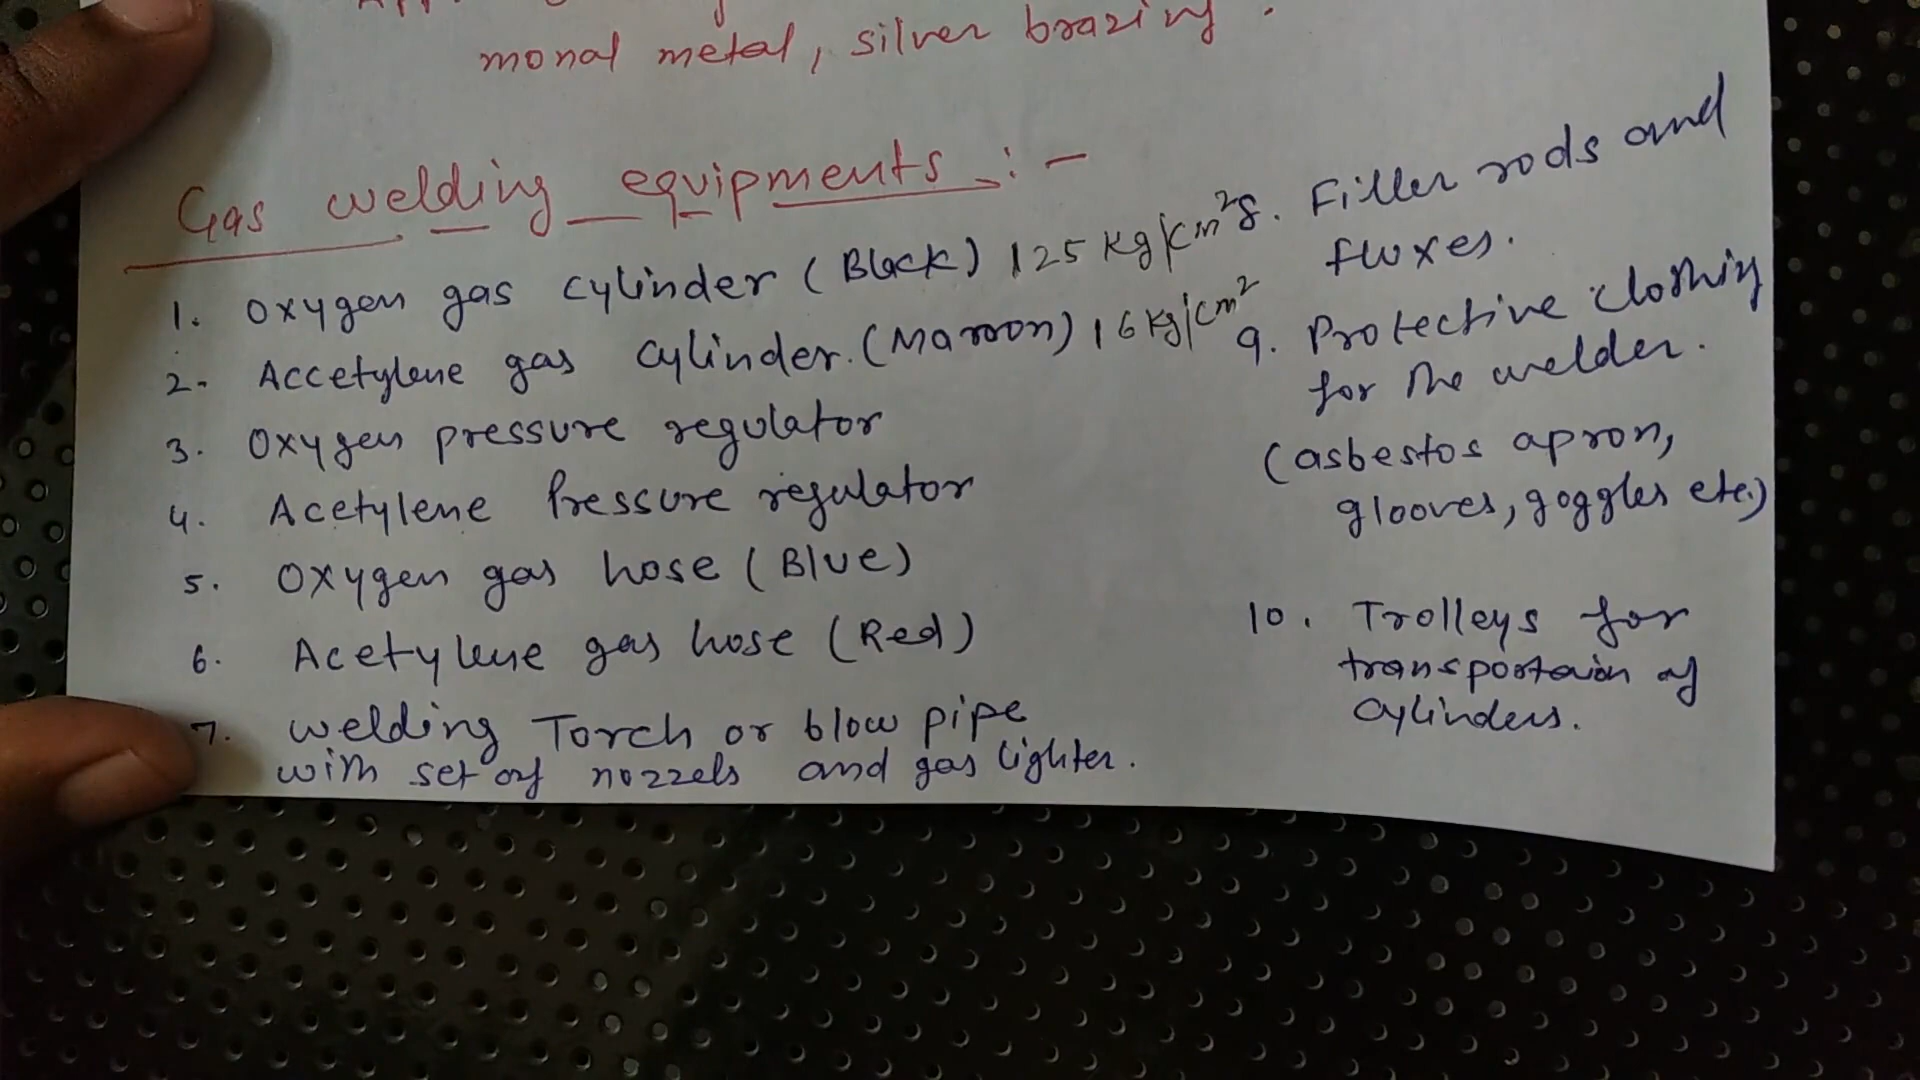 monal metal, silver brazing.
Gas welding equipments :-
1. Oxygen gas cylinder (Black) 125 kg/cm²
2. Accetylene gas cylinder. (Maroon) 16 kg/cm²
3. Oxygen pressure regulator
4. Acetylene Pressure regulator
5. Oxygen gas hose (Blue)
6. Acetylene gas hose (Red)
7. welding Torch or blow pipe
with set of nozzels and gas lighter.
8. Filler rods and
fluxes.
9. Protective clothing
for the welder.
(asbestos apron,
glooves, goggles etc.)
10. Trolleys for
transportaion of
cylinders.